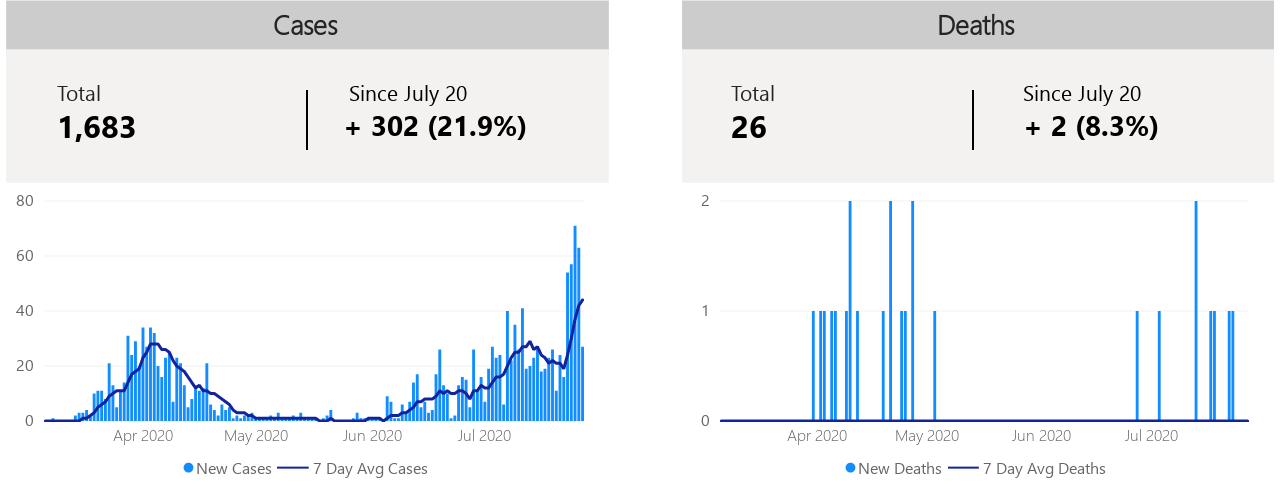 Cases
Total
1,683
Since July 20
+ 302 (21.9%)
80
60
40
20
0
Apr 2020 May 2020 Jun 2020 Jul 2020
New Cases 7 Day Avg Cases
Deaths
Total
26
Since July 20
+ 2 (8.3%)
2
1
0
Apr 2020 May 2020 Jun 2020 Jul 2020
New Deaths 7 Day Avg Deaths